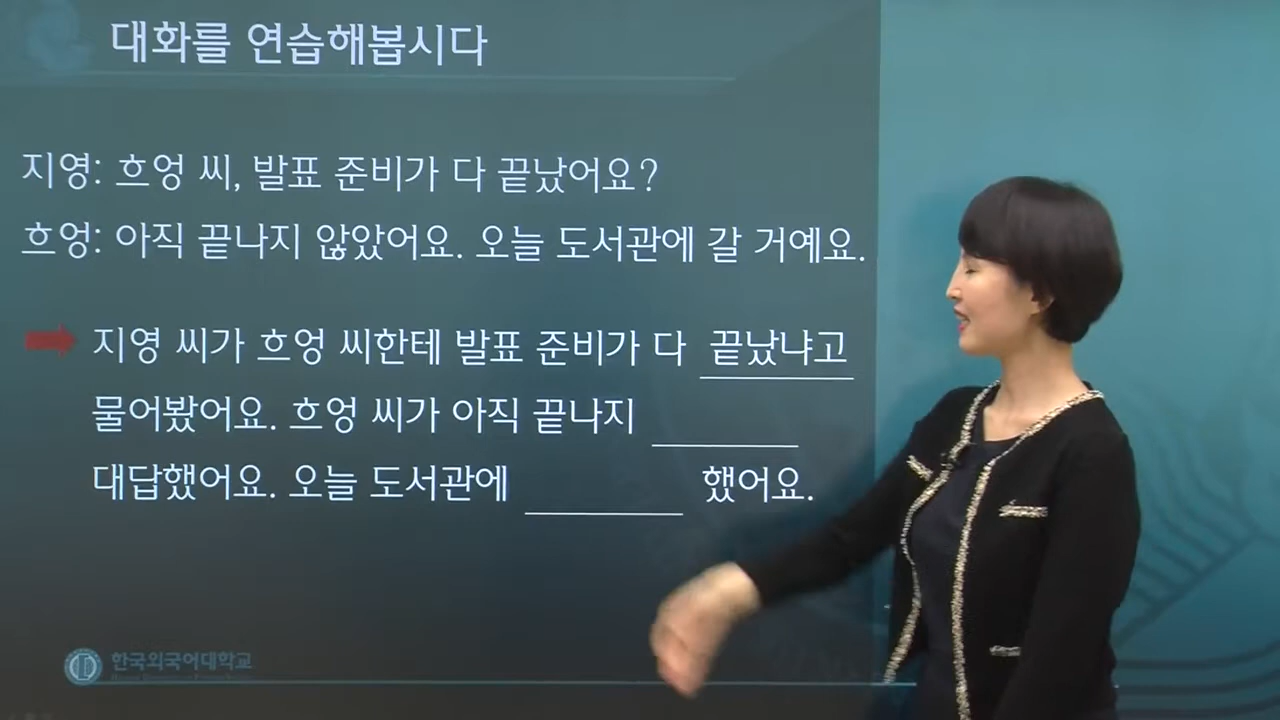 대화를 연습해봅시다
지영: 흐엉 씨, 발표 준비가 다 끝났어요?
흐엉: 아직 끝나지 않았어요. 오늘 도서관에 갈 거예요.
지영 씨가 흐엉 씨한테 발표 준비가 다 끝났냐고
물어봤어요. 흐엉 씨가 아직 끝나지 ______
대답했어요. 오늘 도서관에 ______ 했어요.
한국외국어대학교